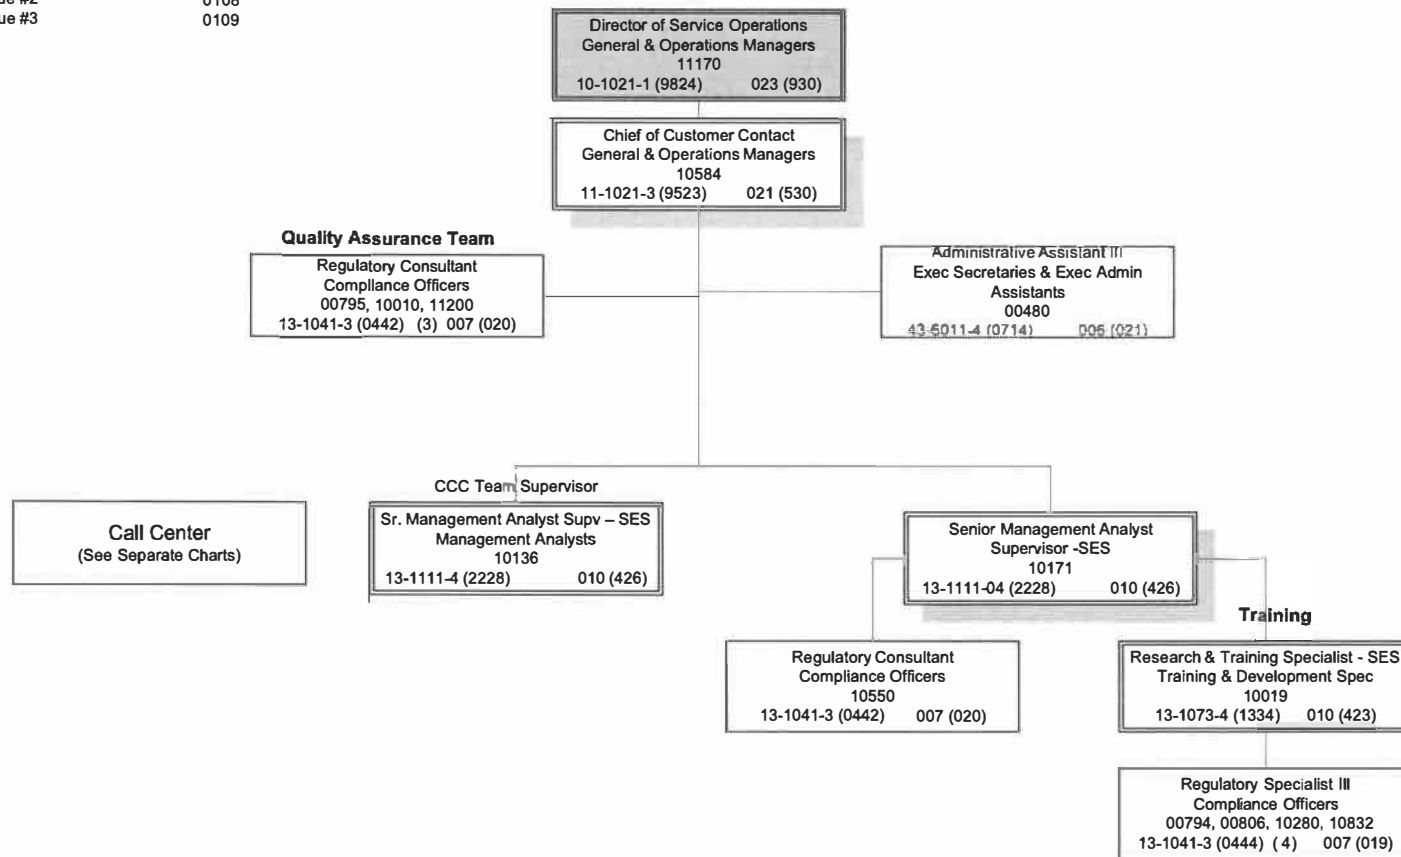 ue #2 0108
ue #3 0109
Director of Service Operations
General & Operations Managers
11170
10-1021-1 (9824) 023 (930)
Chief of Customer Contact
General & Operations Managers
10584
11-1021-3 (9523) 021 (530)
Quality Assurance Team
Regulatory Consultant
Compliance Officers
00795, 10010, 11200
13-1041-3 (0442) (3) 007 (020)
Administrative Assistant III
Exec Secretaries & Exec Admin
Assistants
00480
43-6011-4 (0714) 006 (021)
CCC Team Supervisor
Call Center
(See Separate Charts)
Sr. Management Analyst Supv – SES
Management Analysts
10136
13-1111-4 (2228) 010 (426)
Senior Management Analyst
Supervisor -SES
10171
13-1111-04 (2228) 010 (426)
Training
Regulatory Consultant
Compliance Officers
10550
13-1041-3 (0442) 007 (020)
Research & Training Specialist - SES
Training & Development Spec
10019
13-1073-4 (1334) 010 (423)
Regulatory Specialist III
Compliance Officers
00794, 00806, 10280, 10832
13-1041-3 (0444) ( 4) 007 (019)